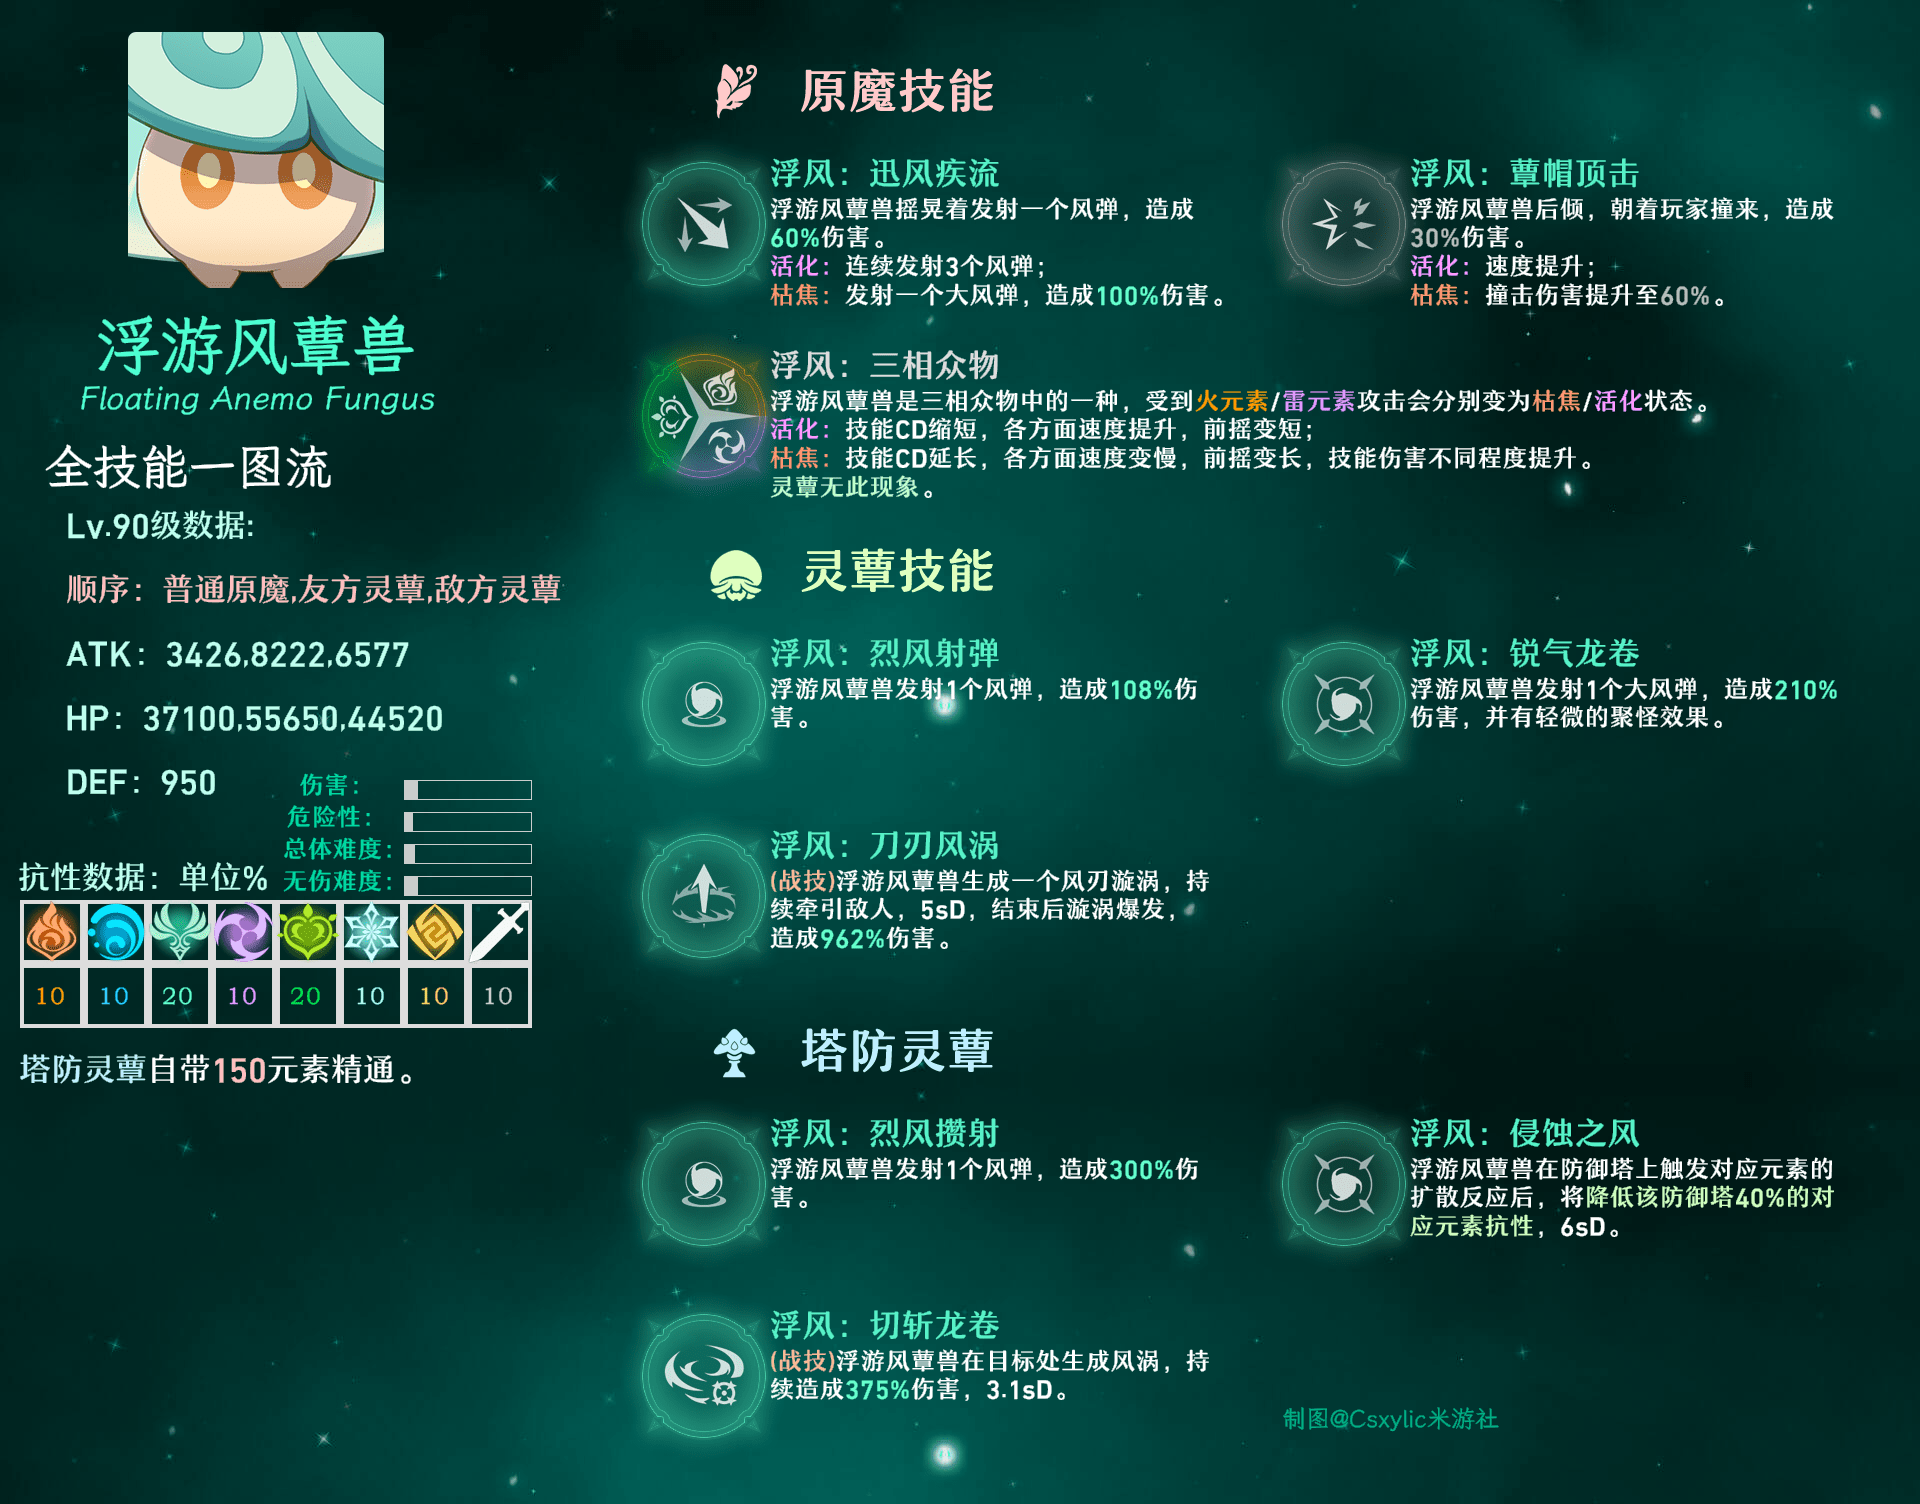 浮游风蕈兽
Floating Anemo Fungus
全技能一图流
Lv.90级数据:
顺序：普通原魔,友方灵蕈,敌方灵蕈
ATK：3426,8222,6577
HP：37100,55650,44520
DEF：950
伤害：
危险性：
总体难度：
无伤难度：
抗性数据：单位%
10 10 20 10 20 10 10 10
塔防灵蕈自带150元素精通。
原魔技能
浮风：迅风疾流
浮游风蕈兽摇晃着发射一个风弹，造成
60%伤害。
活化：连续发射3个风弹；
枯焦：发射一个大风弹，造成100%伤害。
浮风：蕈帽顶击
浮游风蕈兽后倾，朝着玩家撞来，造成
30%伤害。
活化：速度提升；
枯焦：撞击伤害提升至60%。
浮风：三相众物
浮游风蕈兽是三相众物中的一种，受到火元素/雷元素攻击会分别变为枯焦/活化状态。
活化：技能CD缩短，各方面速度提升，前摇变短；
枯焦：技能CD延长，各方面速度变慢，前摇变长，技能伤害不同程度提升。
灵蕈无此现象。
灵蕈技能
浮风：烈风射弹
浮游风蕈兽发射1个风弹，造成108%伤
害。
浮风：锐气龙卷
浮游风蕈兽发射1个大风弹，造成210%
伤害，并有轻微的聚怪效果。
浮风：刀刃风涡
(战技)浮游风蕈兽生成一个风刃漩涡，持
续牵引敌人，5sD，结束后漩涡爆发，
造成962%伤害。
塔防灵蕈
浮风：烈风攒射
浮游风蕈兽发射1个风弹，造成300%伤
害。
浮风：侵蚀之风
浮游风蕈兽在防御塔上触发对应元素的
扩散反应后，将降低该防御塔40%的对
应元素抗性，6sD。
浮风：切斩龙卷
(战技)浮游风蕈兽在目标处生成风涡，持
续造成375%伤害，3.1sD。
制图@Csxylic米游社